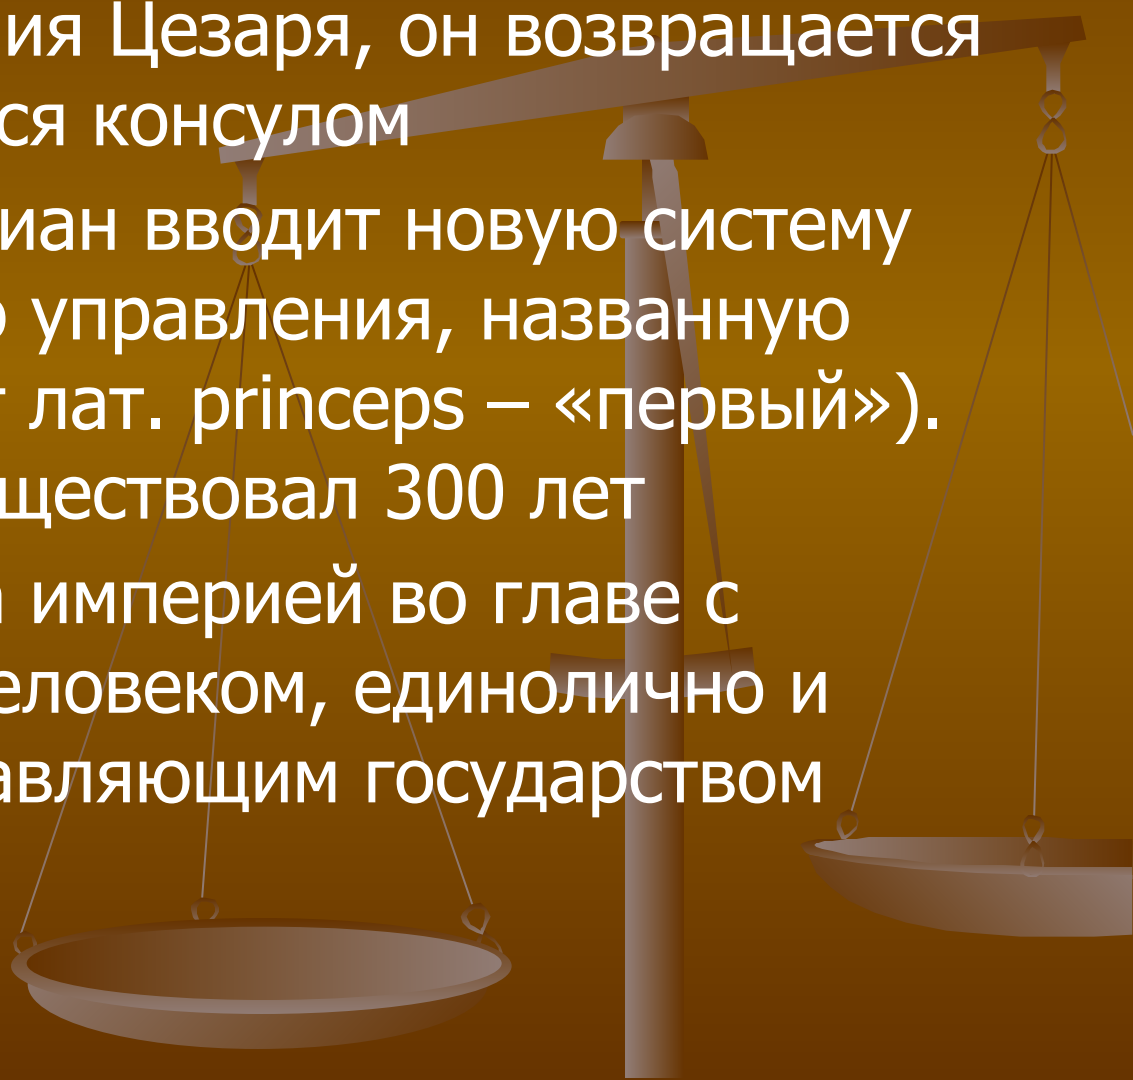 ия Цезаря, он возвращается
ся консулом
иан вводит новую систему
о управления, названную
т лат. princeps – «первый»).
ществовал 300 лет
а империей во главе с
еловеком, единолично и
авляющим государством